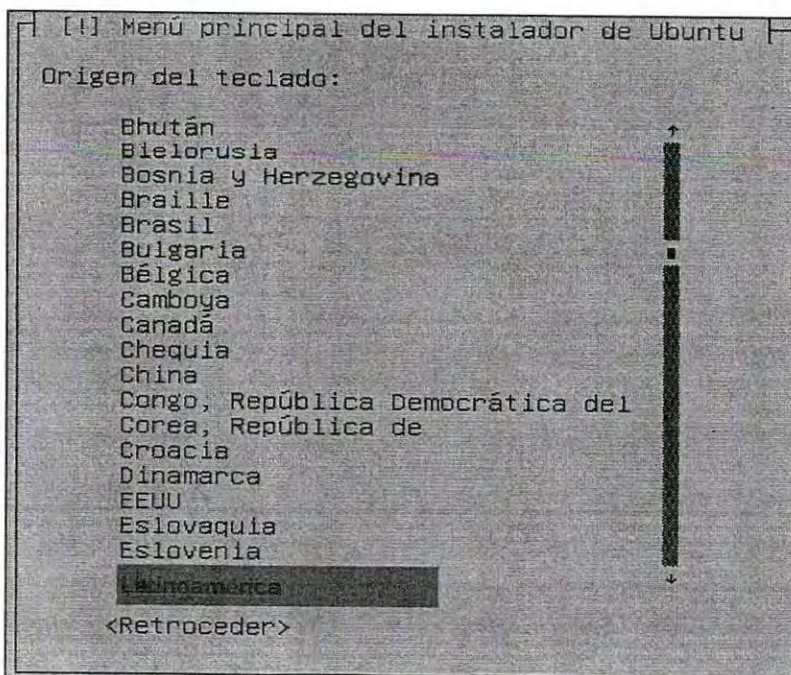 [!] Menú principal del instalador de Ubuntu
Origen del teclado:
Bhután
Bielorusia
Bosnia y Herzegovina
Braille
Brasil
Bulgaria
Bélgica
Camboya
Canadá
Chequia
China
Congo, República Democrática del
Corea, República de
Croacia
Dinamarca
EEUU
Eslovaquia
Eslovenia
Latinoamérica
<Retroceder>